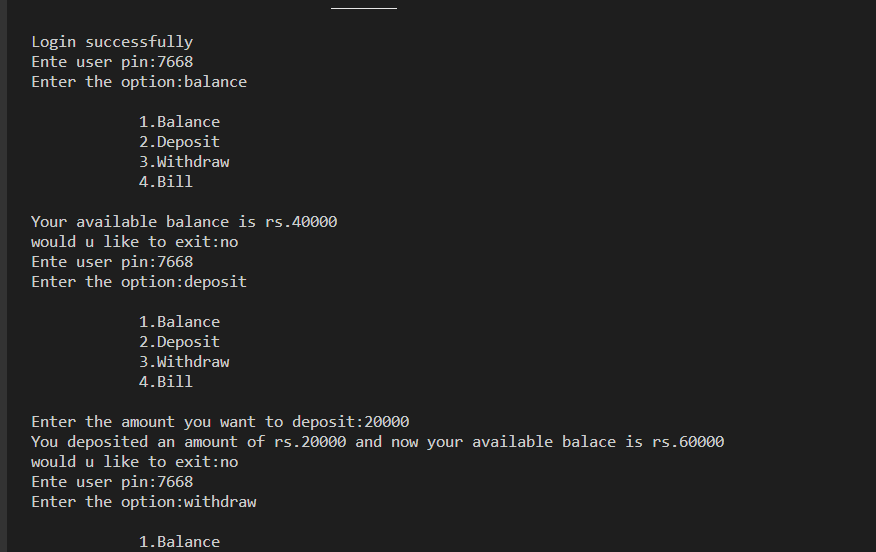 Login successfully
Ente user pin:7668
Enter the option:balance
1.Balance
2.Deposit
3.Withdraw
4.Bill
Your available balance is rs.40000
would u like to exit:no
Ente user pin:7668
Enter the option:deposit
1.Balance
2.Deposit
3.Withdraw
4.Bill
Enter the amount you want to deposit:20000
You deposited an amount of rs.20000 and now your available balace is rs.60000
would u like to exit:no
Ente user pin:7668
Enter the option:withdraw
1.Balance